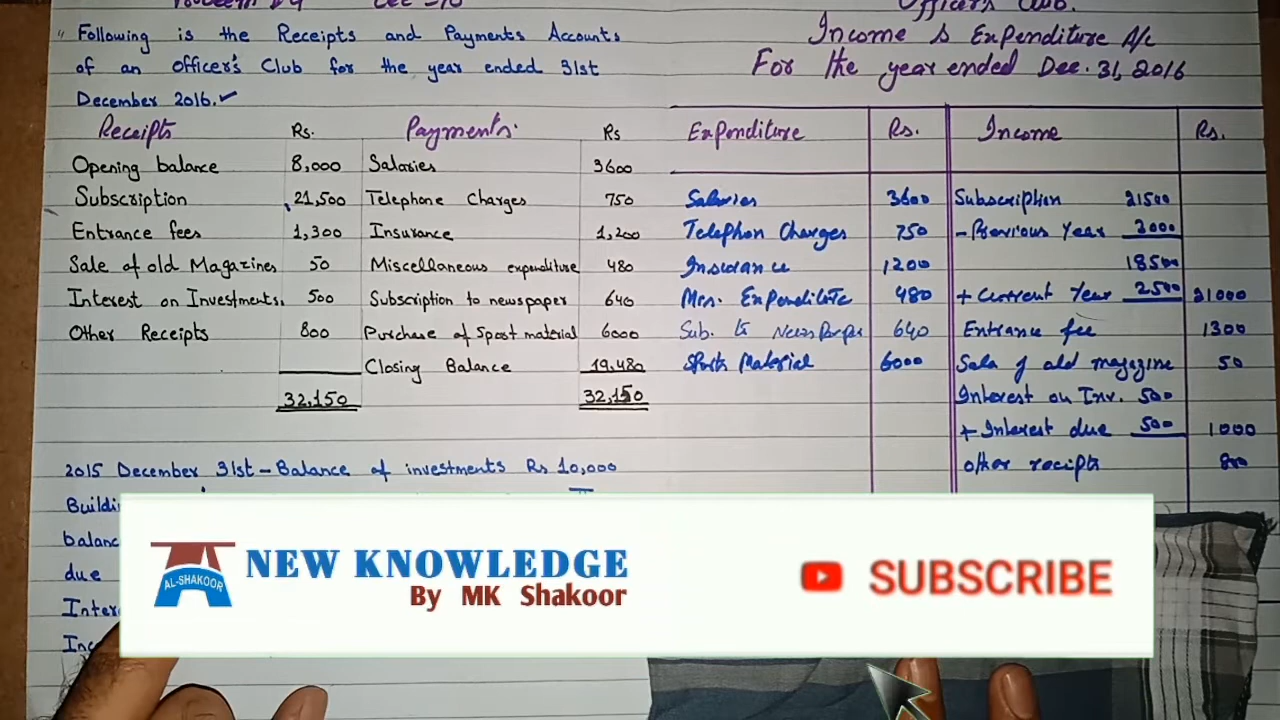 Following is the Receipts and Payments Accounts
of an officer's Club for the year ended 31st
December 2016.
Receipts Rs. Payments. Rs
Opening balance 8,000 Salaries 3600
Subscription 21,500 Telephone Charges 750
Entrance fees 1,300 Insurance 1,200
Sale of old Magazines 50 Miscellaneous expenditure 480
Interest on Investments. 500 Subscription to newspaper 640
Other Receipts 800 Purchase of Sport material 6000
Closing Balance 19,480
32,150 32,150
2015 December 31st - Balance of investments Rs 10,000
Buildi
balanc
due
Inter
Inc
Officers Club.
Income & Expenditure A/c
For the year ended Dec. 31, 2016
Expenditure Rs. Income Rs.
Salaries 3600 Subscription 21500
Telephon Charges 750 - Previous Year 3000
Insurance 1200 18500
Mis. Expenditure 480 + Current Year 2500 21000
Sub. to News Paper 640 Entrance fee 1300
Sports Material 6000 Sale of old magazine 50
Interest on Inv. 500
+ Interest due 500 1000
other receipts 800
AL-SHAKOOR
NEW KNOWLEDGE
By MK Shakoor
SUBSCRIBE